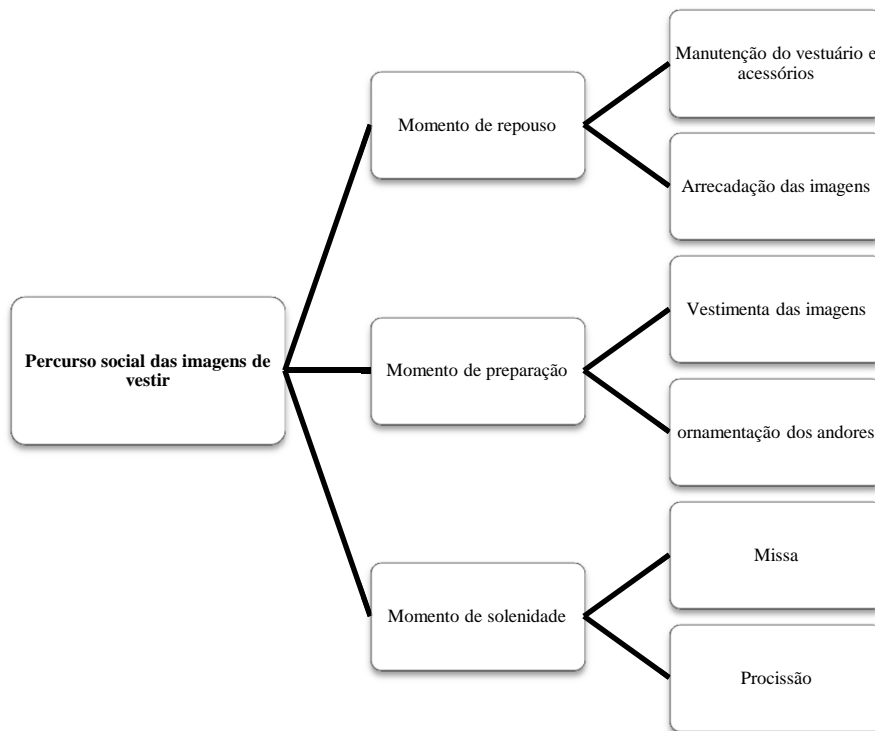 Percurso social das imagens de
vestir
Momento de repouso
Manutenção do vestuário e
acessórios
Arrecadação das imagens
Momento de preparação
Vestimenta das imagens
ornamentação dos andores
Momento de solenidade
Missa
Procissão